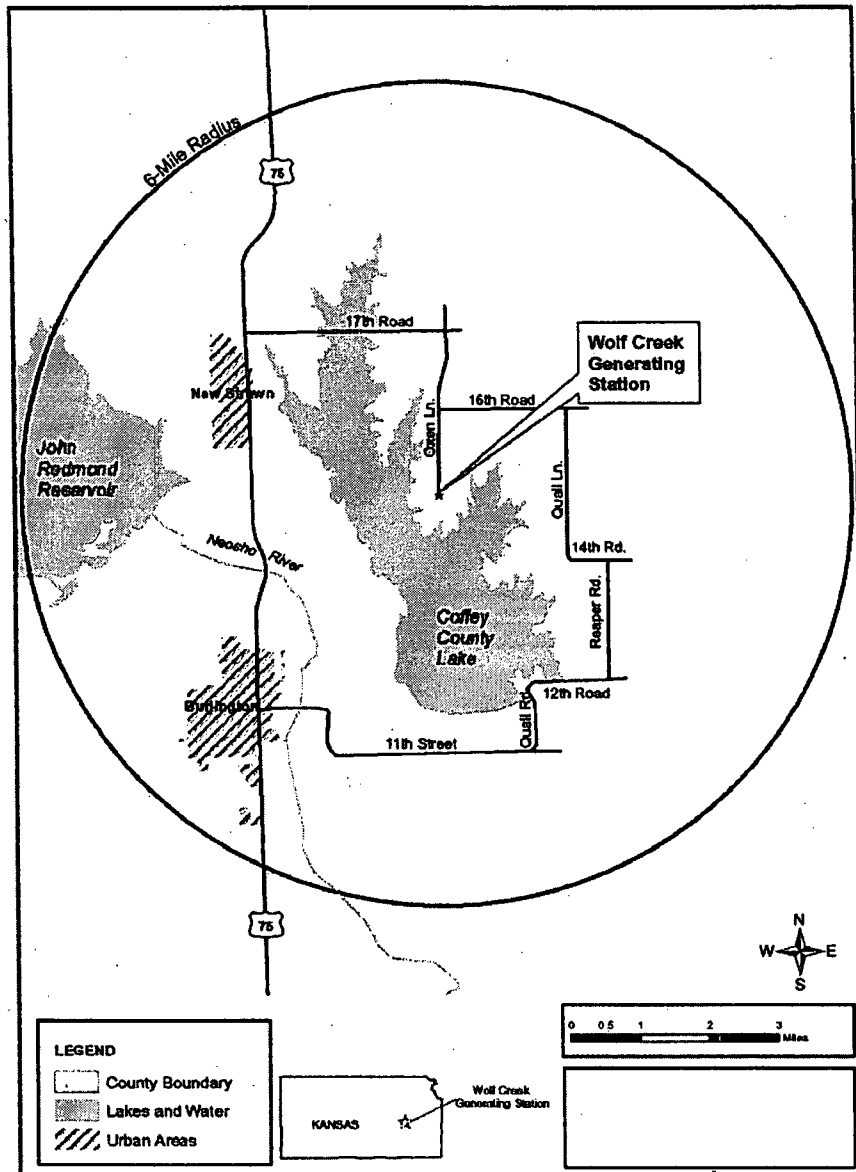 6-Mile Radius
75
17th Road
Wolf Creek
Generating
Station
New Strawn
16th Road
Oxen Ln.
John
Redmond
Reservoir
Quail Ln.
Neosho River
14th Rd.
Reaper Rd.
Coffey
County
Lake
12th Road
Burlington
Quail Rd.
11th Street
75
N
W E
S
0 0.5 1 2 3
Miles
LEGEND
County Boundary
Lakes and Water
Urban Areas
Wolf Creek
Generating Station
KANSAS